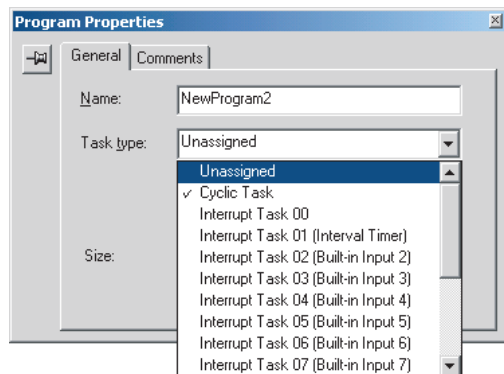 Program Properties
General Comments
Name: NewProgram2
Task type: Unassigned
Unassigned
✓ Cyclic Task
Interrupt Task 00
Interrupt Task 01 (Interval Timer)
Interrupt Task 02 (Built-in Input 2)
Interrupt Task 03 (Built-in Input 3)
Size:
Interrupt Task 04 (Built-in Input 4)
Interrupt Task 05 (Built-in Input 5)
Interrupt Task 06 (Built-in Input 6)
Interrupt Task 07 (Built-in Input 7)